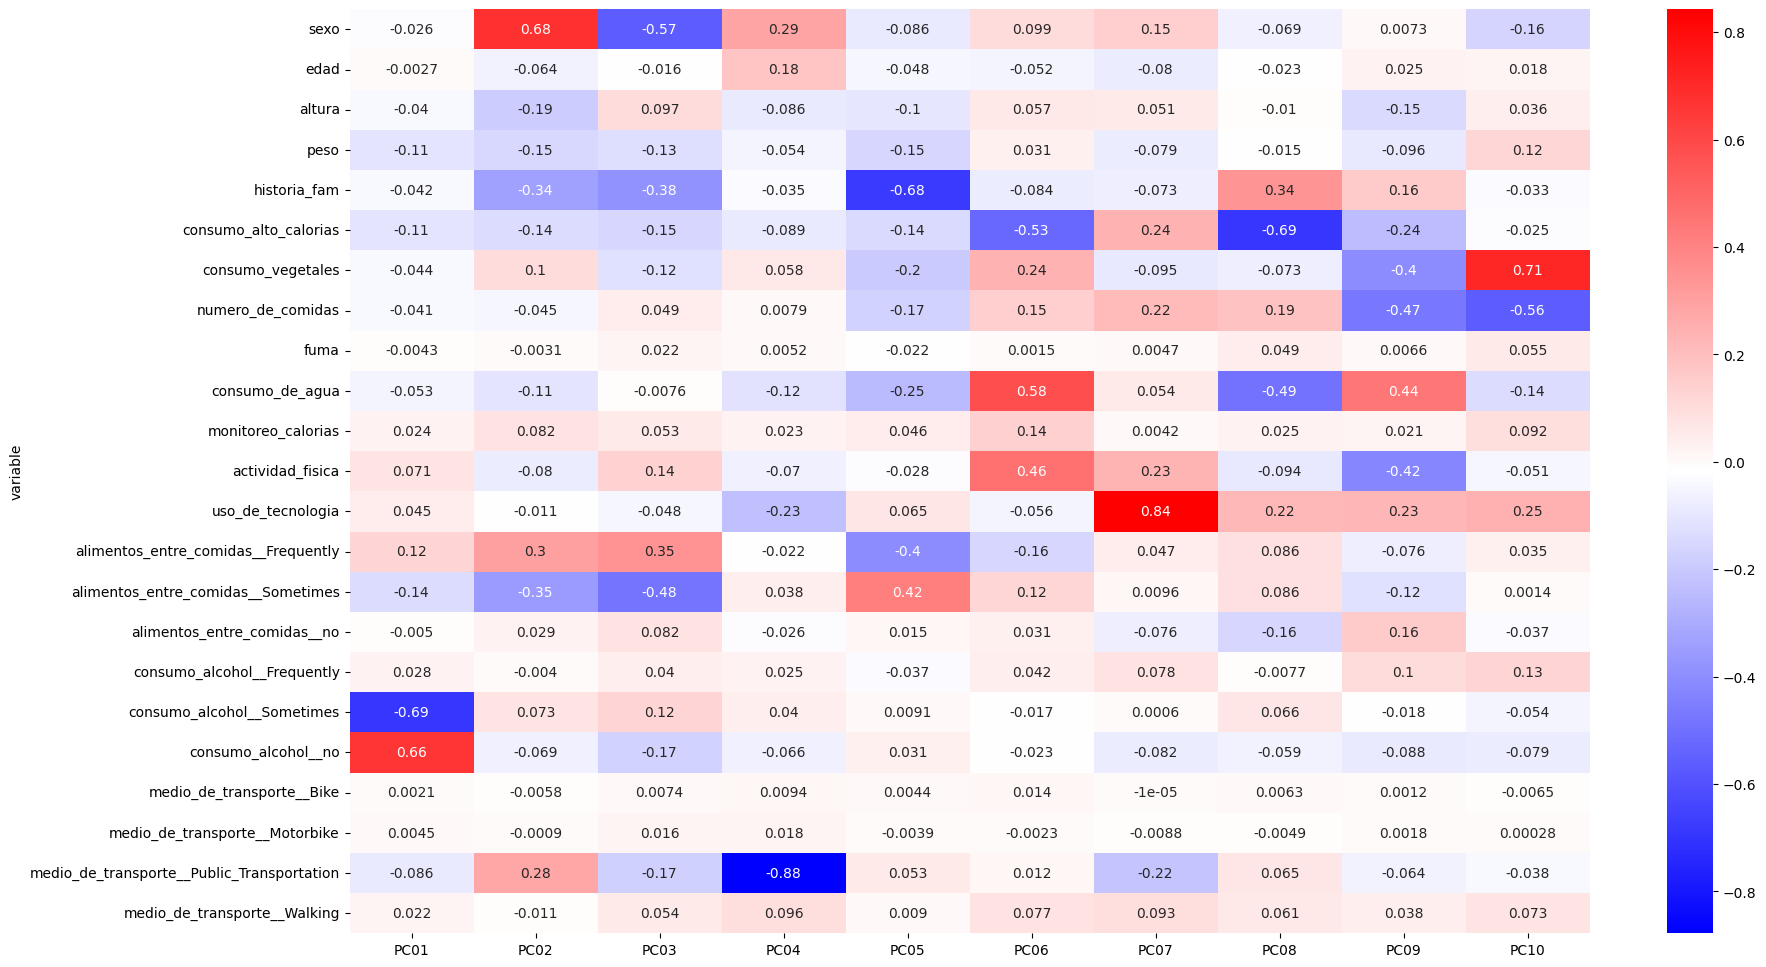 variable
sexo -0.026 0.68 -0.57 0.29 -0.086 0.099 0.15 -0.069 0.0073 -0.16
edad -0.0027 -0.064 -0.016 0.18 -0.048 -0.052 -0.08 -0.023 0.025 0.018
altura -0.04 -0.19 0.097 -0.086 -0.1 0.057 0.051 -0.01 -0.15 0.036
peso -0.11 -0.15 -0.13 -0.054 -0.15 0.031 -0.079 -0.015 -0.096 0.12
historia_fam -0.042 -0.34 -0.38 -0.035 -0.68 -0.084 -0.073 0.34 0.16 -0.033
consumo_alto_calorias -0.11 -0.14 -0.15 -0.089 -0.14 -0.53 0.24 -0.69 -0.24 -0.025
consumo_vegetales -0.044 0.1 -0.12 0.058 -0.2 0.24 -0.095 -0.073 -0.4 0.71
numero_de_comidas -0.041 -0.045 0.049 0.0079 -0.17 0.15 0.22 0.19 -0.47 -0.56
fuma -0.0043 -0.0031 0.022 0.0052 -0.022 0.0015 0.0047 0.049 0.0066 0.055
consumo_de_agua -0.053 -0.11 -0.0076 -0.12 -0.25 0.58 0.054 -0.49 0.44 -0.14
monitoreo_calorias 0.024 0.082 0.053 0.023 0.046 0.14 0.0042 0.025 0.021 0.092
actividad_fisica 0.071 -0.08 0.14 -0.07 -0.028 0.46 0.23 -0.094 -0.42 -0.051
uso_de_tecnologia 0.045 -0.011 -0.048 -0.23 0.065 -0.056 0.84 0.22 0.23 0.25
alimentos_entre_comidas__Frequently 0.12 0.3 0.35 -0.022 -0.4 -0.16 0.047 0.086 -0.076 0.035
alimentos_entre_comidas__Sometimes -0.14 -0.35 -0.48 0.038 0.42 0.12 0.0096 0.086 -0.12 0.0014
alimentos_entre_comidas__no -0.005 0.029 0.082 -0.026 0.015 0.031 -0.076 -0.16 0.16 -0.037
consumo_alcohol__Frequently 0.028 -0.004 0.04 0.025 -0.037 0.042 0.078 -0.0077 0.1 0.13
consumo_alcohol__Sometimes -0.69 0.073 0.12 0.04 0.0091 -0.017 0.0006 0.066 -0.018 -0.054
consumo_alcohol__no 0.66 -0.069 -0.17 -0.066 0.031 -0.023 -0.082 -0.059 -0.088 -0.079
medio_de_transporte__Bike 0.0021 -0.0058 0.0074 0.0094 0.0044 0.014 -1e-05 0.0063 0.0012 -0.0065
medio_de_transporte__Motorbike 0.0045 -0.0009 0.016 0.018 -0.0039 -0.0023 -0.0088 -0.0049 0.0018 0.00028
medio_de_transporte__Public_Transportation -0.086 0.28 -0.17 -0.88 0.053 0.012 -0.22 0.065 -0.064 -0.038
medio_de_transporte__Walking 0.022 -0.011 0.054 0.096 0.009 0.077 0.093 0.061 0.038 0.073
PC01 PC02 PC03 PC04 PC05 PC06 PC07 PC08 PC09 PC10
0.8
0.6
0.4
0.2
0.0
−0.2
−0.4
−0.6
−0.8